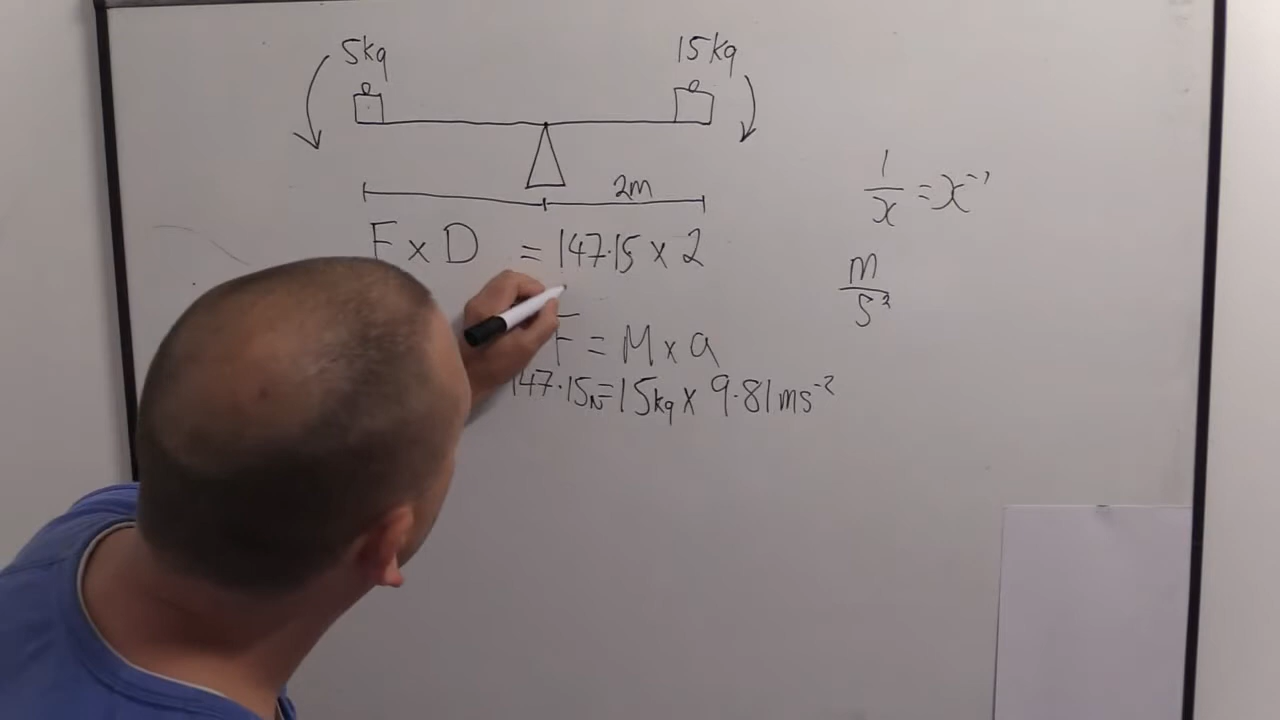 5kg 15kg
2m
F x D = 147.15 x 2
F = M x a
147.15N = 15kg x 9.81ms⁻²
1/x = x⁻¹
m/s²